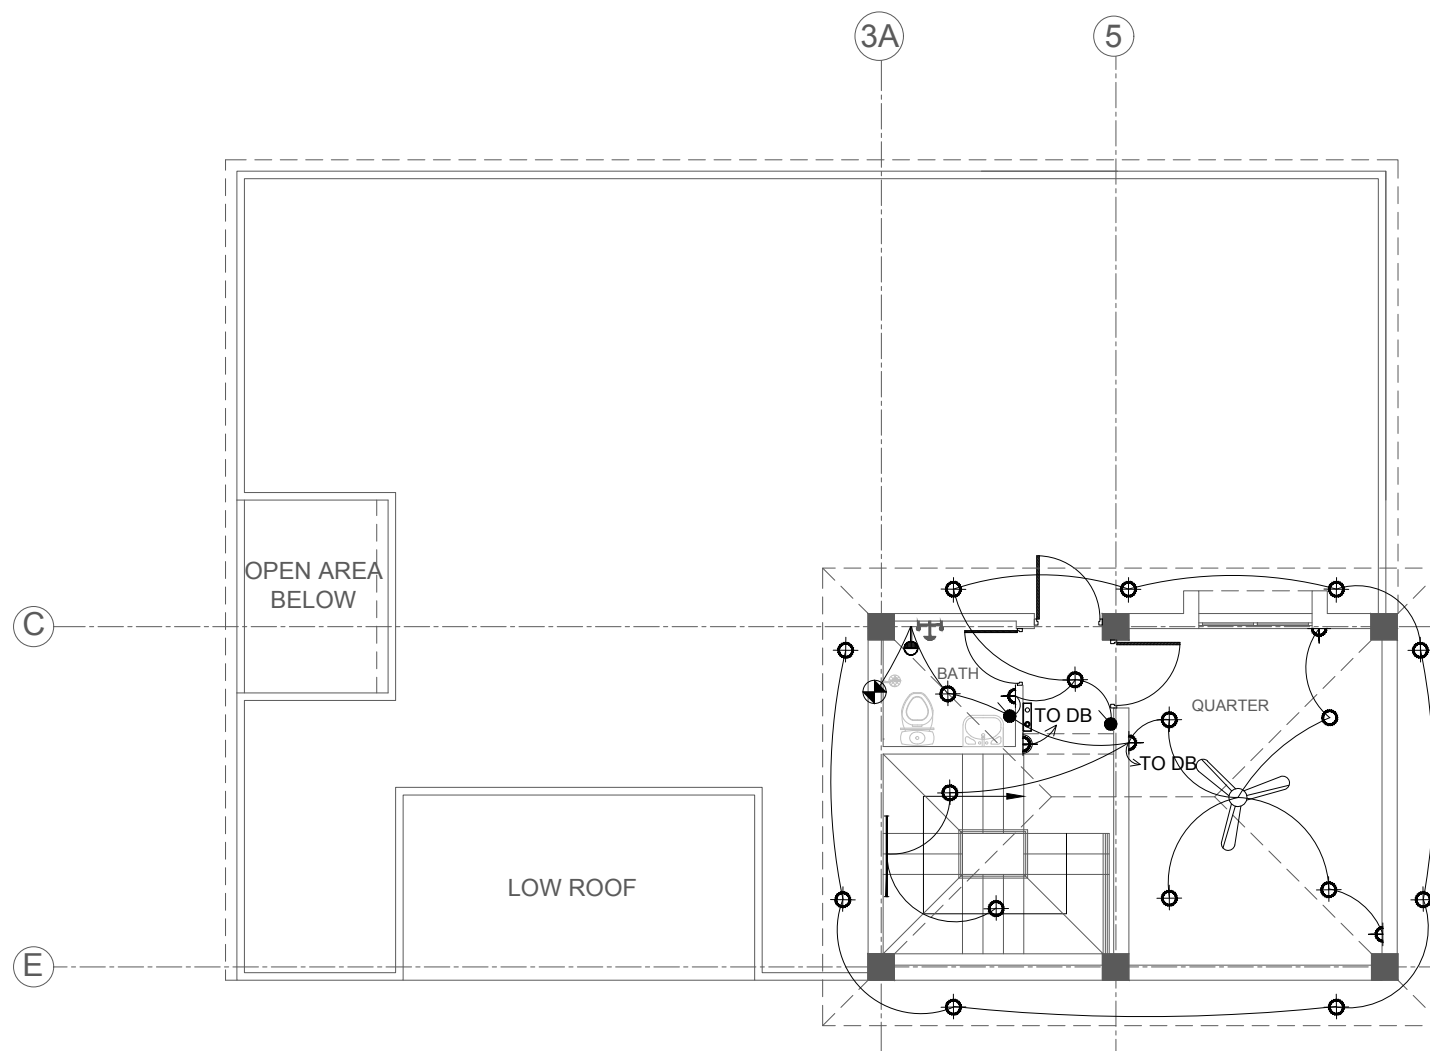 3A
5
OPEN AREA
BELOW
C
BATH
QUARTER
TO DB
TO DB
LOW ROOF
E